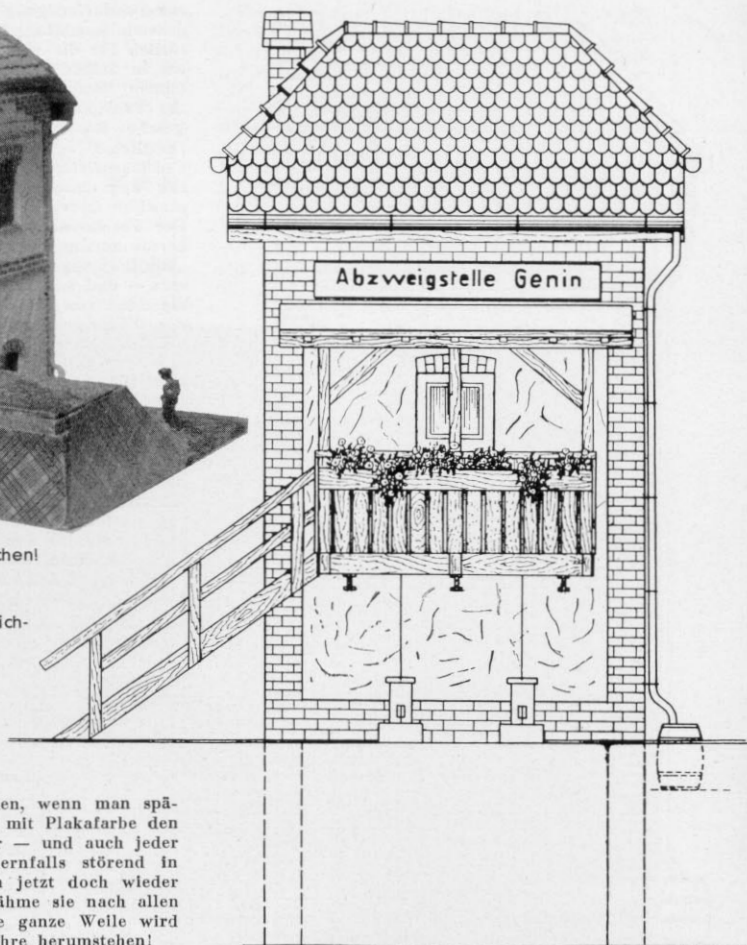 Abzweigstelle Genin
chen!
ich-
en, wenn man spä-
mit Plakafarbe den
— und auch jeder
ernfalls störend in
jetzt doch wieder
ähme sie nach allen
ganze Weile wird
hre herumstehen!